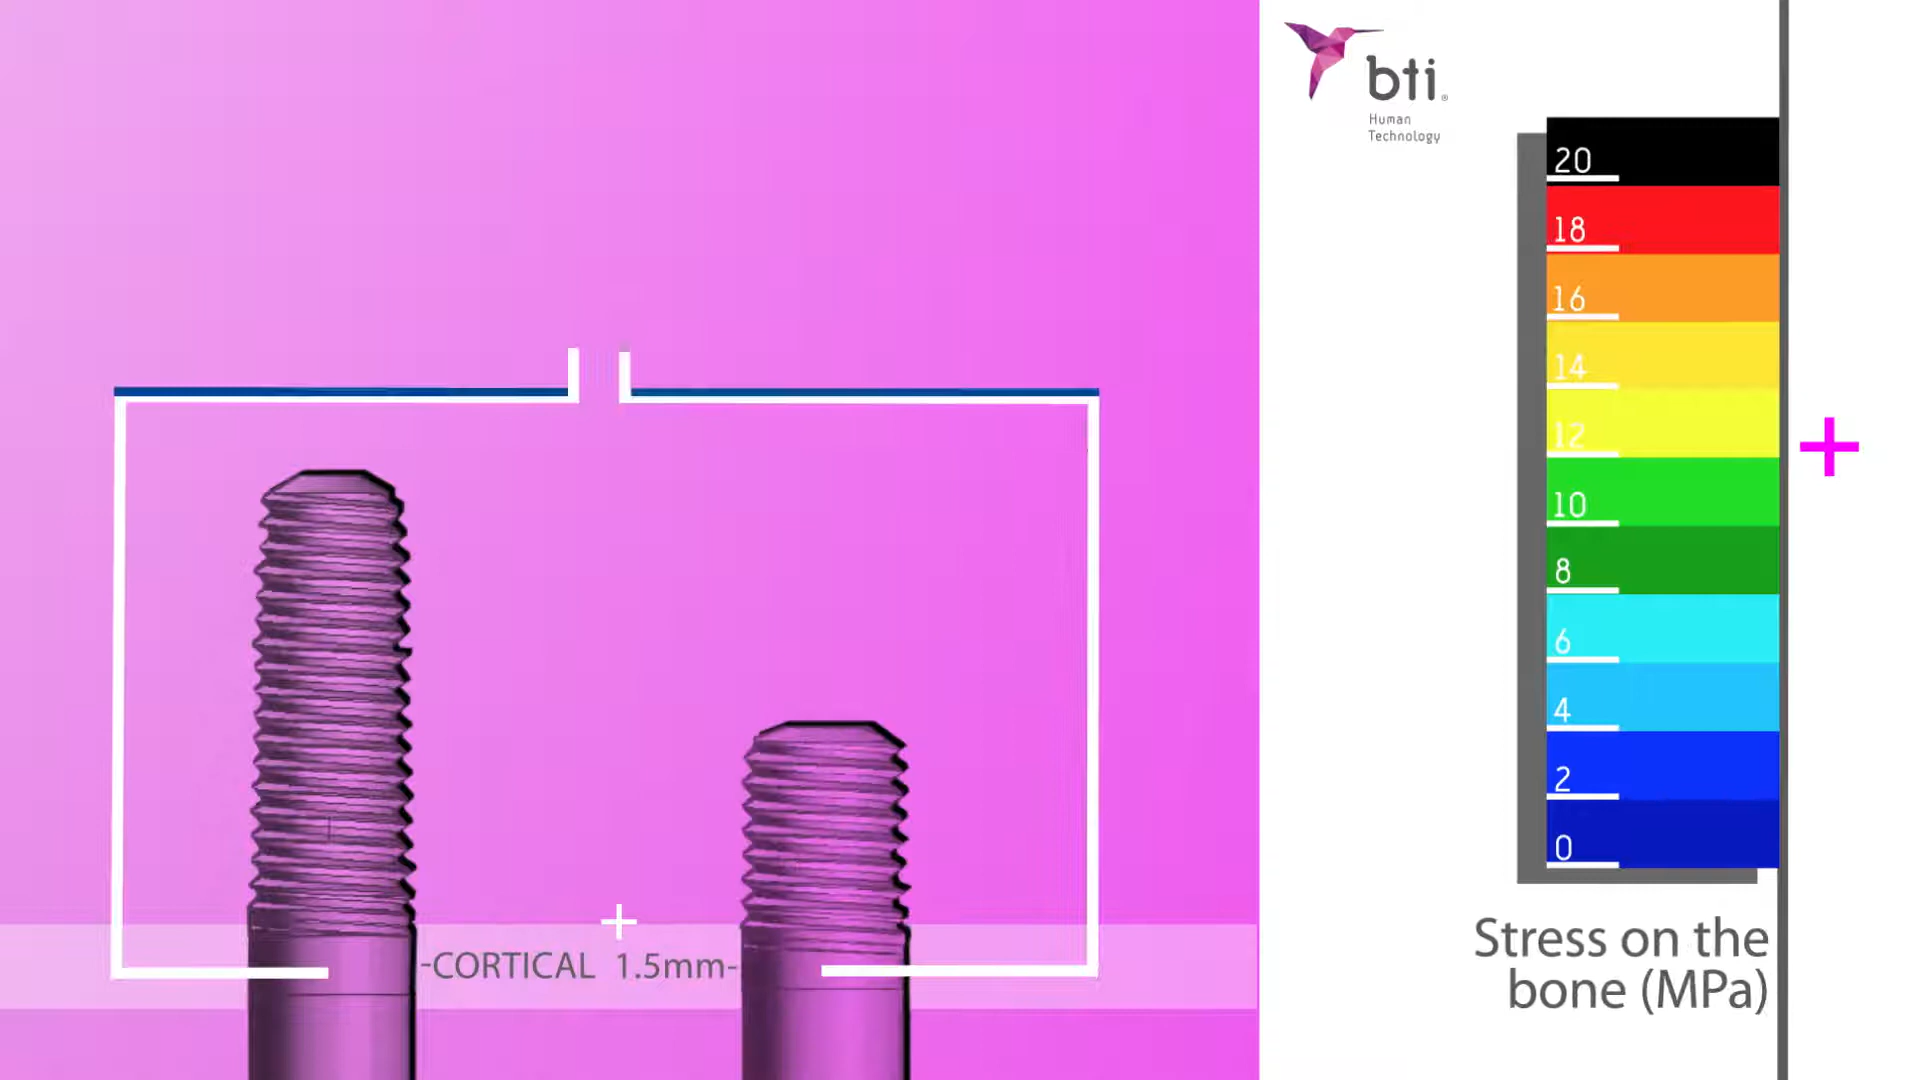 bti®
Human
Technology
20
18
16
14
12
10
8
6
4
2
0
-CORTICAL 1.5mm-
Stress on the
bone (MPa)